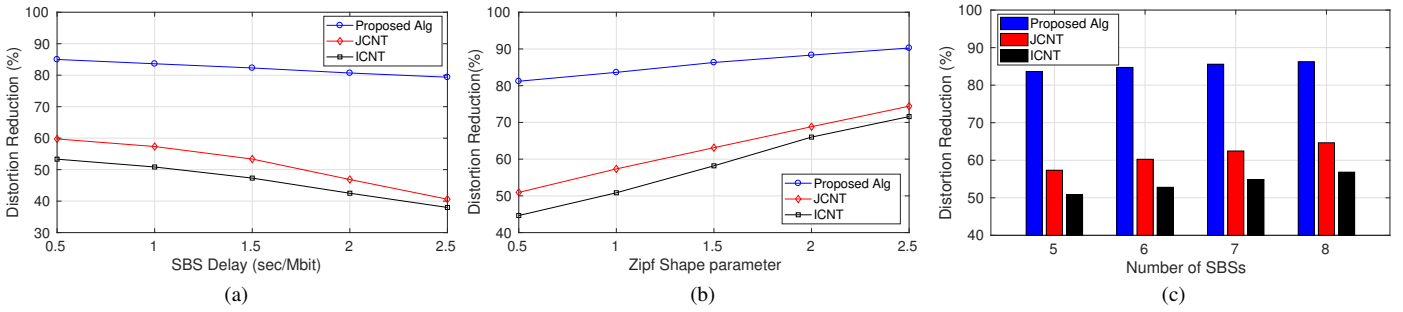 100
90
80
70
60
50
40
30
Distortion Reduction (%)
Proposed Alg
JCNT
ICNT
0.5 1 1.5 2 2.5
SBS Delay (sec/Mbit)
(a)
100
90
80
70
60
50
40
Distortion Reduction(%)
Proposed Alg
JCNT
ICNT
0.5 1 1.5 2 2.5
Zipf Shape parameter
(b)
100
90
80
70
60
50
40
Distortion Reduction (%)
Proposed Alg
JCNT
ICNT
5 6 7 8
Number of SBSs
(c)